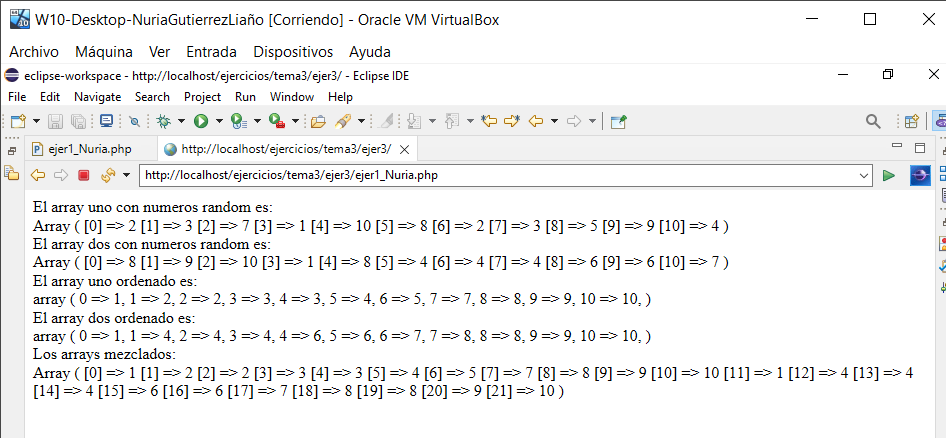 W10-Desktop-NuriaGutierrezLiaño [Corriendo] - Oracle VM VirtualBox
Archivo Máquina Ver Entrada Dispositivos Ayuda
eclipse-workspace - http://localhost/ejercicios/tema3/ejer3/ - Eclipse IDE
File Edit Navigate Search Project Run Window Help
ejer1_Nuria.php http://localhost/ejercicios/tema3/ejer3/
http://localhost/ejercicios/tema3/ejer3/ejer1_Nuria.php
El array uno con numeros random es:
Array ( [0] => 2 [1] => 3 [2] => 7 [3] => 1 [4] => 10 [5] => 8 [6] => 2 [7] => 3 [8] => 5 [9] => 9 [10] => 4 )
El array dos con numeros random es:
Array ( [0] => 8 [1] => 9 [2] => 10 [3] => 1 [4] => 8 [5] => 4 [6] => 4 [7] => 4 [8] => 6 [9] => 6 [10] => 7 )
El array uno ordenado es:
array ( 0 => 1, 1 => 2, 2 => 2, 3 => 3, 4 => 3, 5 => 4, 6 => 5, 7 => 7, 8 => 8, 9 => 9, 10 => 10, )
El array dos ordenado es:
array ( 0 => 1, 1 => 4, 2 => 4, 3 => 4, 4 => 6, 5 => 6, 6 => 7, 7 => 8, 8 => 8, 9 => 9, 10 => 10, )
Los arrays mezclados:
Array ( [0] => 1 [1] => 2 [2] => 2 [3] => 3 [4] => 3 [5] => 4 [6] => 5 [7] => 7 [8] => 8 [9] => 9 [10] => 10 [11] => 1 [12] => 4 [13] => 4
[14] => 4 [15] => 6 [16] => 6 [17] => 7 [18] => 8 [19] => 8 [20] => 9 [21] => 10 )